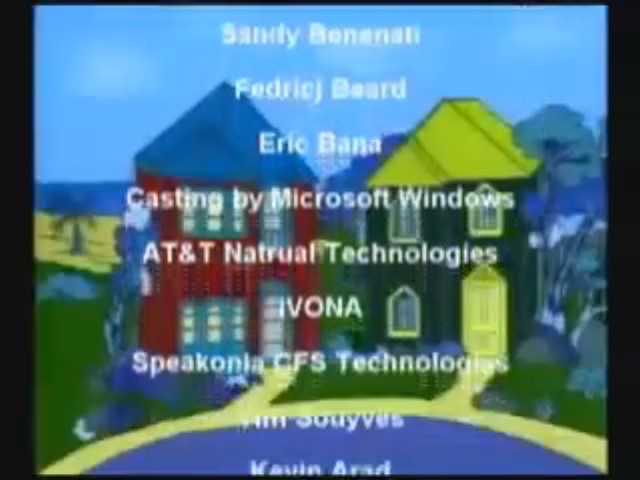 Sandy Benenati
Fedricj Beard
Eric Bana
Casting by Microsoft Windows
AT&T Natrual Technologies
IVONA
Speakonia CFS Technologies
Souyves
Kevin Arad